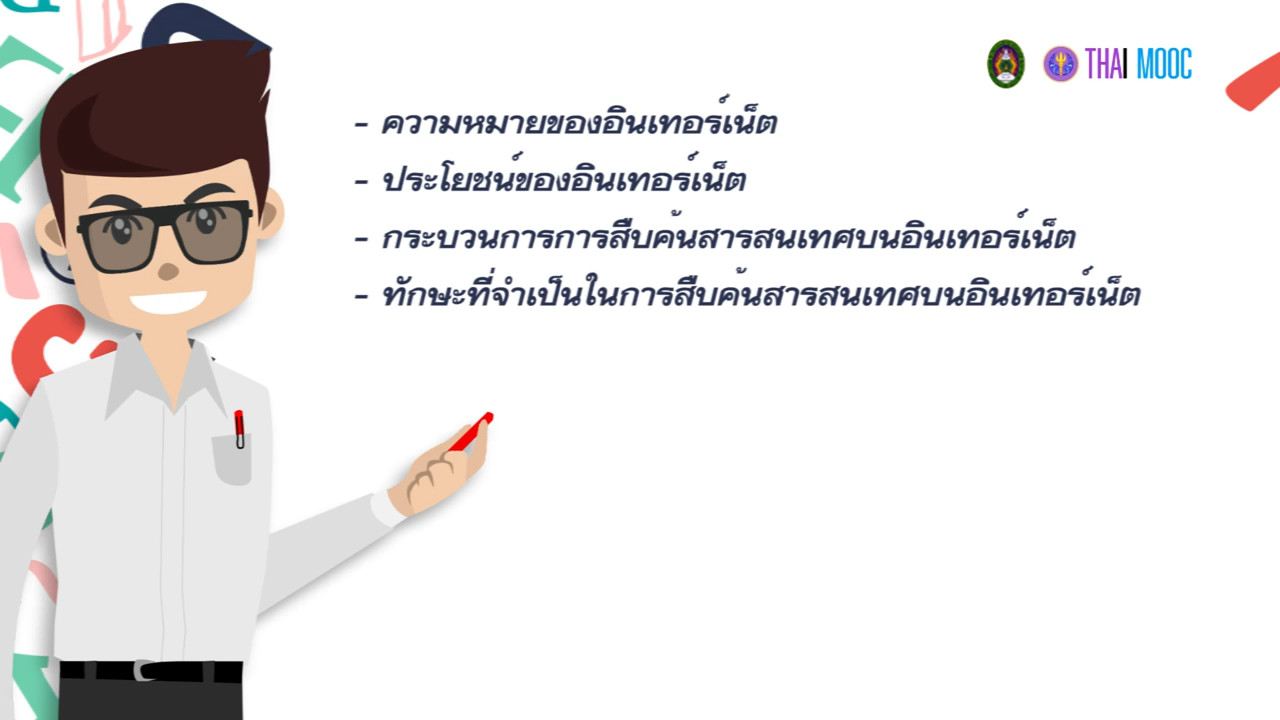 THAI MOOC
- ความหมายของอินเทอร์เน็ต
- ประโยชน์ของอินเทอร์เน็ต
- กระบวนการการสืบค้นสารสนเทศบนอินเทอร์เน็ต
- ทักษะที่จำเป็นในการสืบค้นสารสนเทศบนอินเทอร์เน็ต